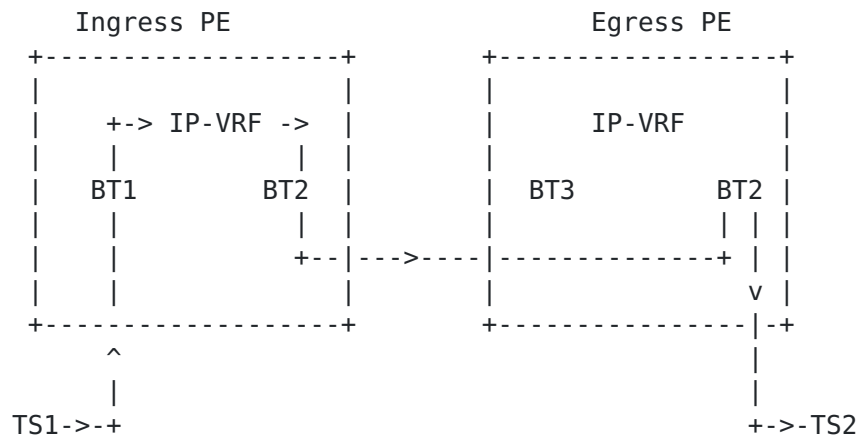 Ingress PE Egress PE
+-> IP-VRF -> IP-VRF
BT1 BT2 BT3 BT2
TS1->-+ +->-TS2